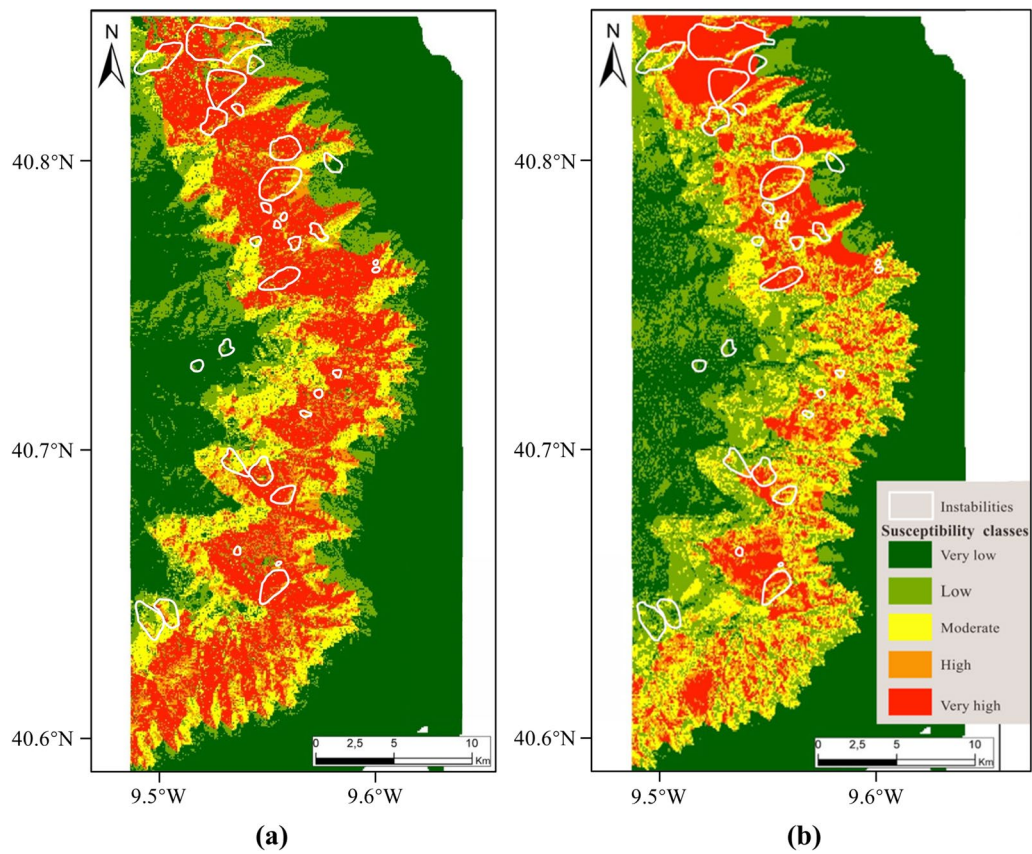 N
N
40.8°N
40.8°N
40.7°N
40.7°N
Instabilities
Susceptibility classes
Very low
Low
Moderate
High
Very high
40.6°N
40.6°N
0 2,5 5 10
Km
0 2,5 5 10
Km
9.5°W 9.6°W
9.5°W 9.6°W
(a)
(b)